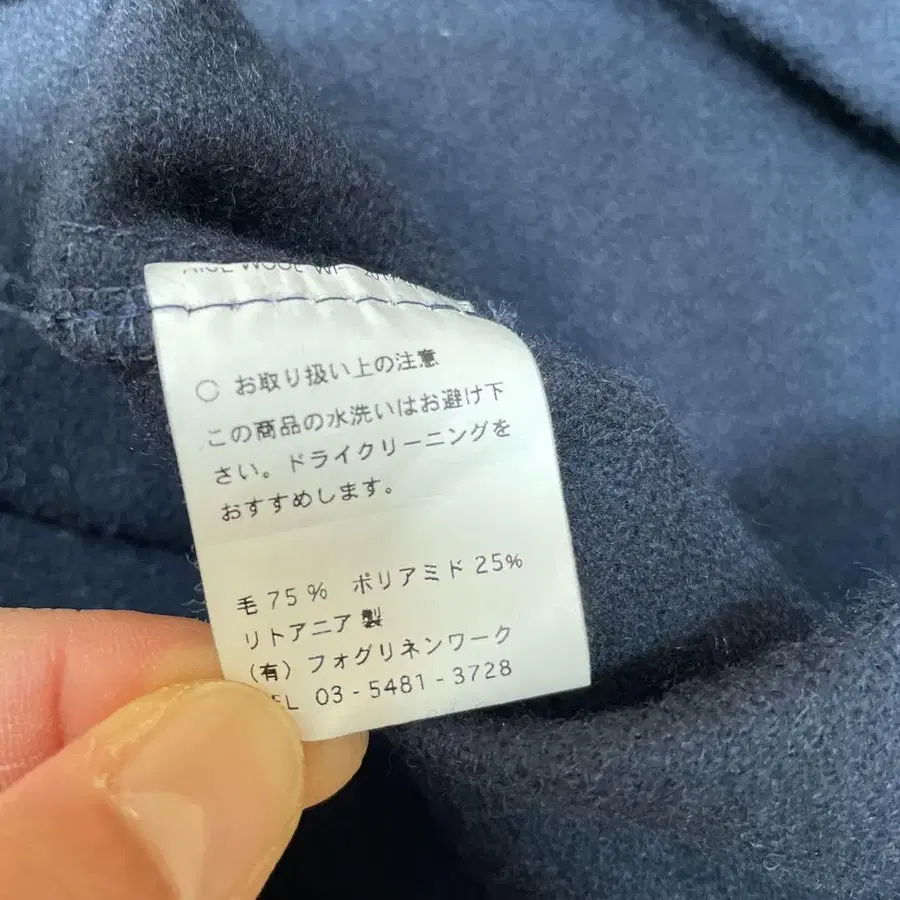 WOOL
○ お取り扱い上の注意
この商品の水洗いはお避け下
さい。ドライクリーニングを
おすすめします。
毛 75% ポリアミド 25%
リトアニア製
(有) フォグリネンワーク
03-5481-3728